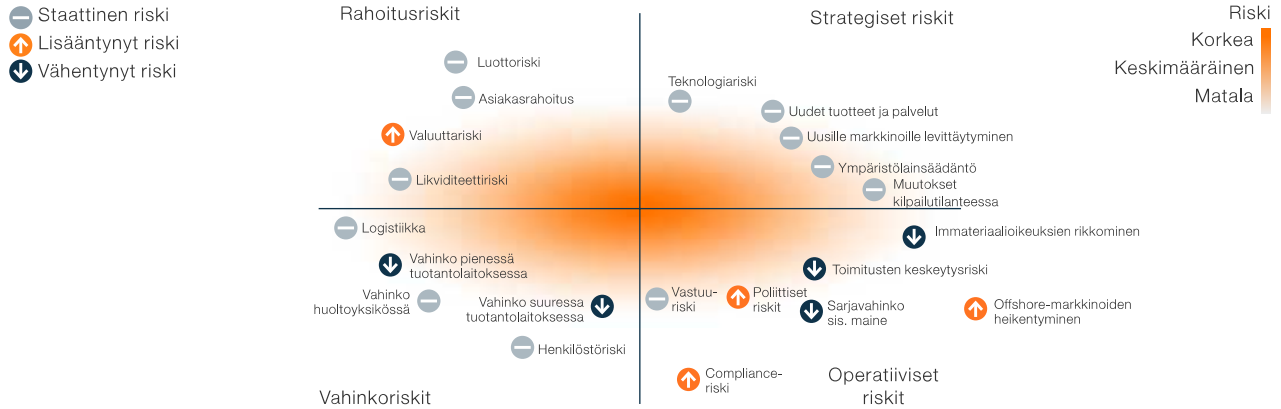 Staattinen riski
Lisääntynyt riski
Vähentynyt riski
Rahoitusriskit
Strategiset riskit
Riski
Korkea
Keskimääräinen
Matala
Luottoriski
Asiakasrahoitus
Valuuttariski
Likviditeettiriski
Teknologiariski
Uudet tuotteet ja palvelut
Uusille markkinoille levittäytyminen
Ympäristölainsäädäntö
Muutokset
kilpailutilanteessa
Logistiikka
Vahinko pienessä
tuotantolaitoksessa
Vahinko
huoltoyksikössä
Vahinko suuressa
tuotantolaitoksessa
Henkilöstöriski
Immateriaalioikeuksien rikkominen
Toimitusten keskeytysriski
Vastuu-
riski
Poliittiset
riskit
Sarjavahinko
sis. maine
Offshore-markkinoiden
heikentyminen
Compliance-
riski
Vahinkoriskit
Operatiiviset
riskit